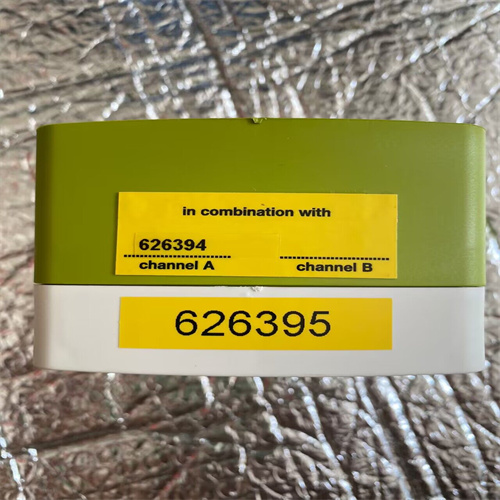 in combination with
626394
channel A channel B
626395